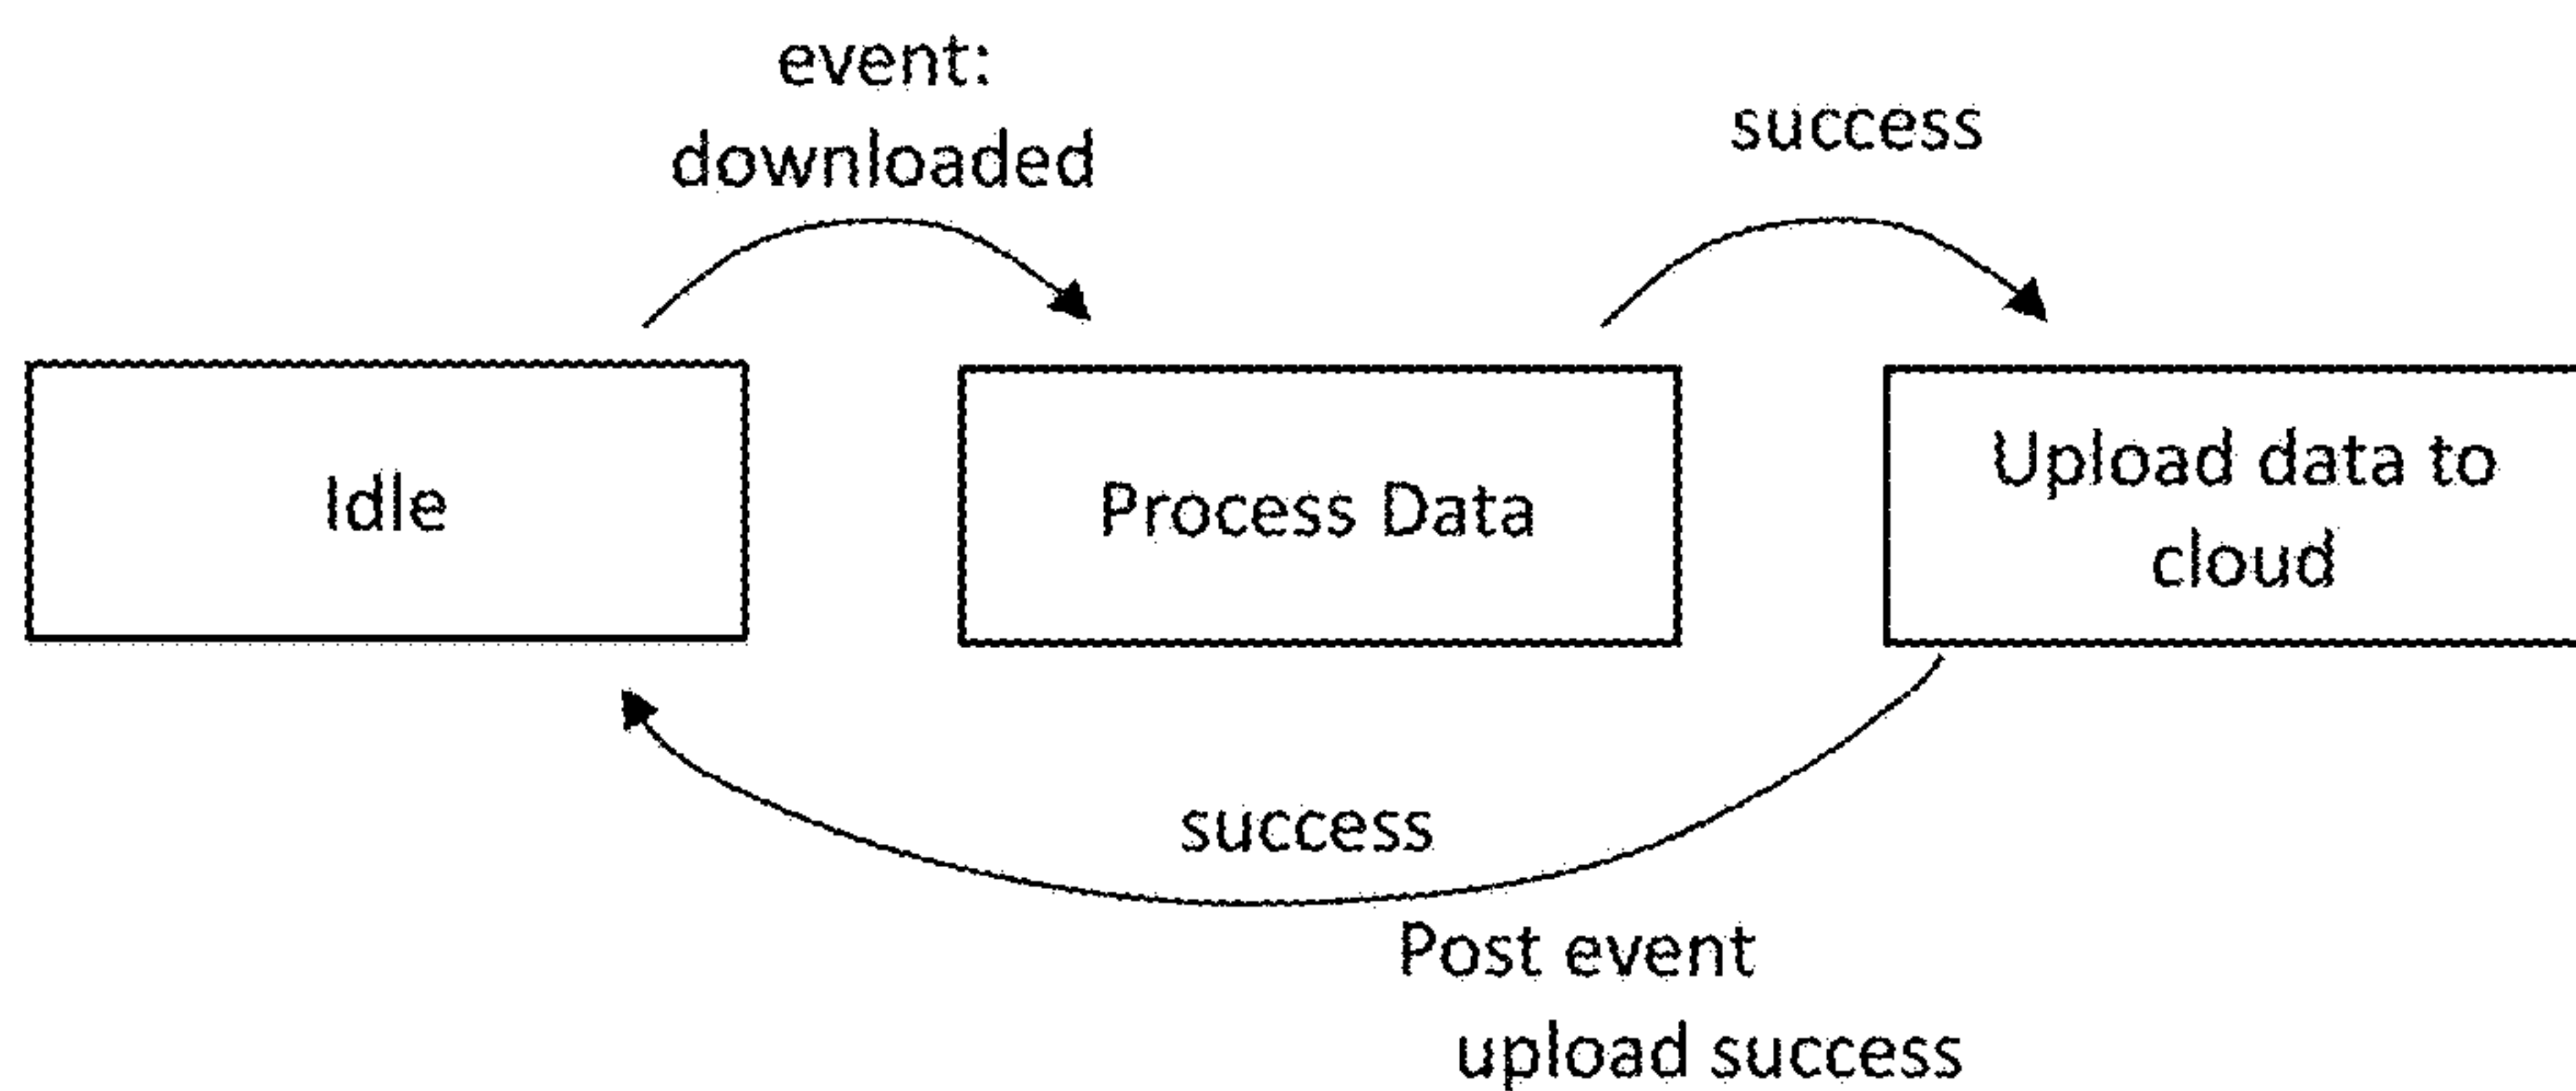 event:
downloaded
success
Idle
Process Data
Upload data to
cloud
success
Post event
upload success